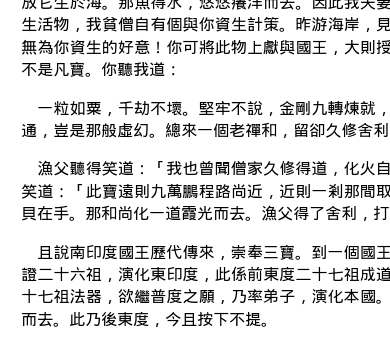 放它生於海。那魚得水，悠悠癢洋而去。因此我夫妻
生活物，我貧僧自有個與你資生計策。昨游海岸，見
無為你資生的好意！你可將此物上獻與國王，大則授
不是凡寶。你聽我道：
一粒如粟，千劫不壞。堅牢不說，金剛九轉煉就，
通，豈是那般虛幻。總來一個老禪和，留卻久修舍利
漁父聽得笑道：「我也曾聞僧家久修得道，化火自
笑道：「此寶遠則九萬鵬程路尚近，近則一剎那間取
貝在手。那和尚化一道霞光而去。漁父得了舍利，打
且說南印度國王歷代傳來，崇奉三寶。到一個國王
證二十六祖，演化東印度，此係前東度二十七祖成道
十七祖法器，欲繼普度之願，乃率弟子，演化本國。
而去。此乃後東度，今且按下不提。